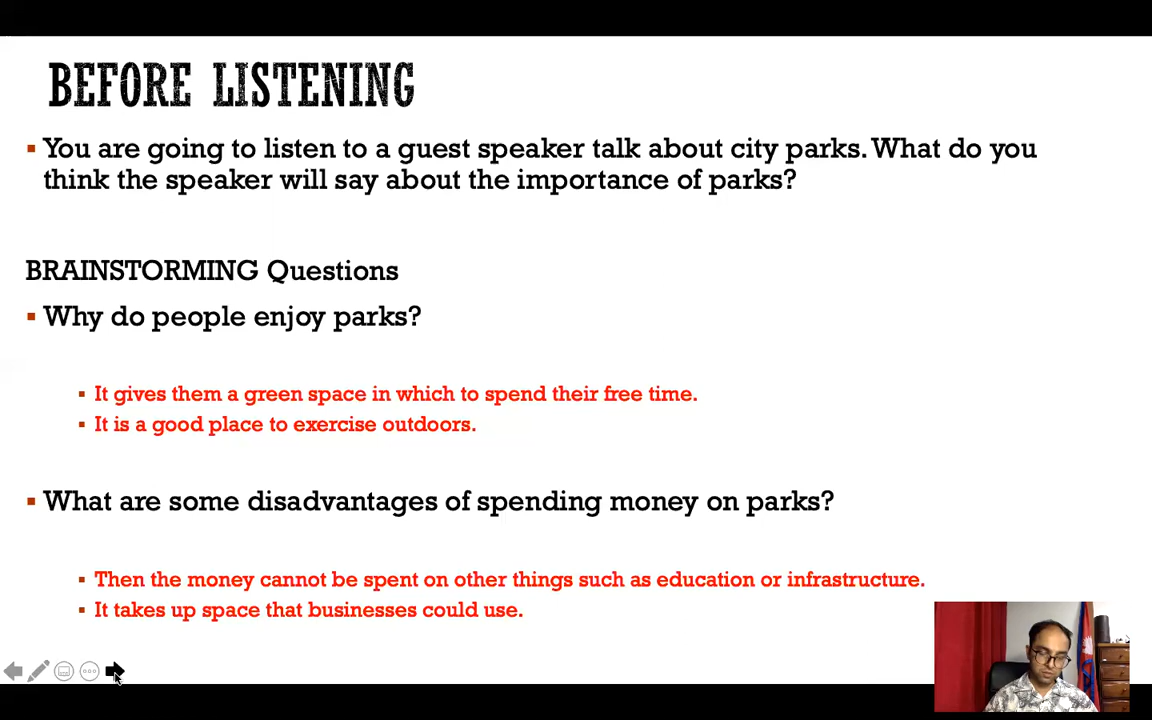 BEFORE LISTENING
You are going to listen to a guest speaker talk about city parks. What do you
think the speaker will say about the importance of parks?
BRAINSTORMING Questions
Why do people enjoy parks?
It gives them a green space in which to spend their free time.
It is a good place to exercise outdoors.
What are some disadvantages of spending money on parks?
Then the money cannot be spent on other things such as education or infrastructure.
It takes up space that businesses could use.